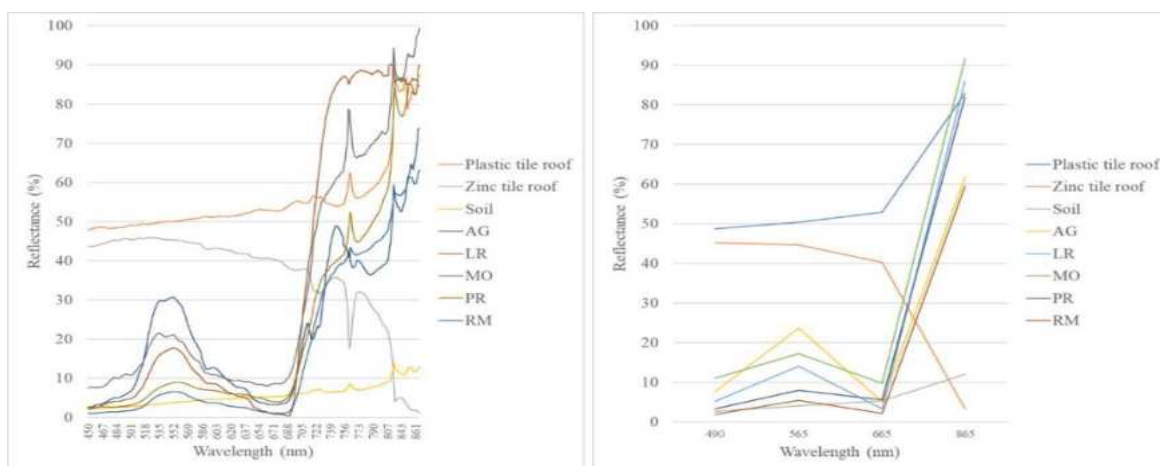 100
90
80
70
60
50
40
30
20
10
0
Reflectance (%)
450 467 484 501 518 535 552 569 586 603 620 637 654 671 688 705 722 739 756 773 790 807 824 843 861
Wavelength (nm)
Plastic tile roof
Zinc tile roof
Soil
AG
LR
MO
PR
RM
100
90
80
70
60
50
40
30
20
10
0
Reflectance (%)
490 565 665 865
Wavelength (nm)
Plastic tile roof
Zinc tile roof
Soil
AG
LR
MO
PR
RM